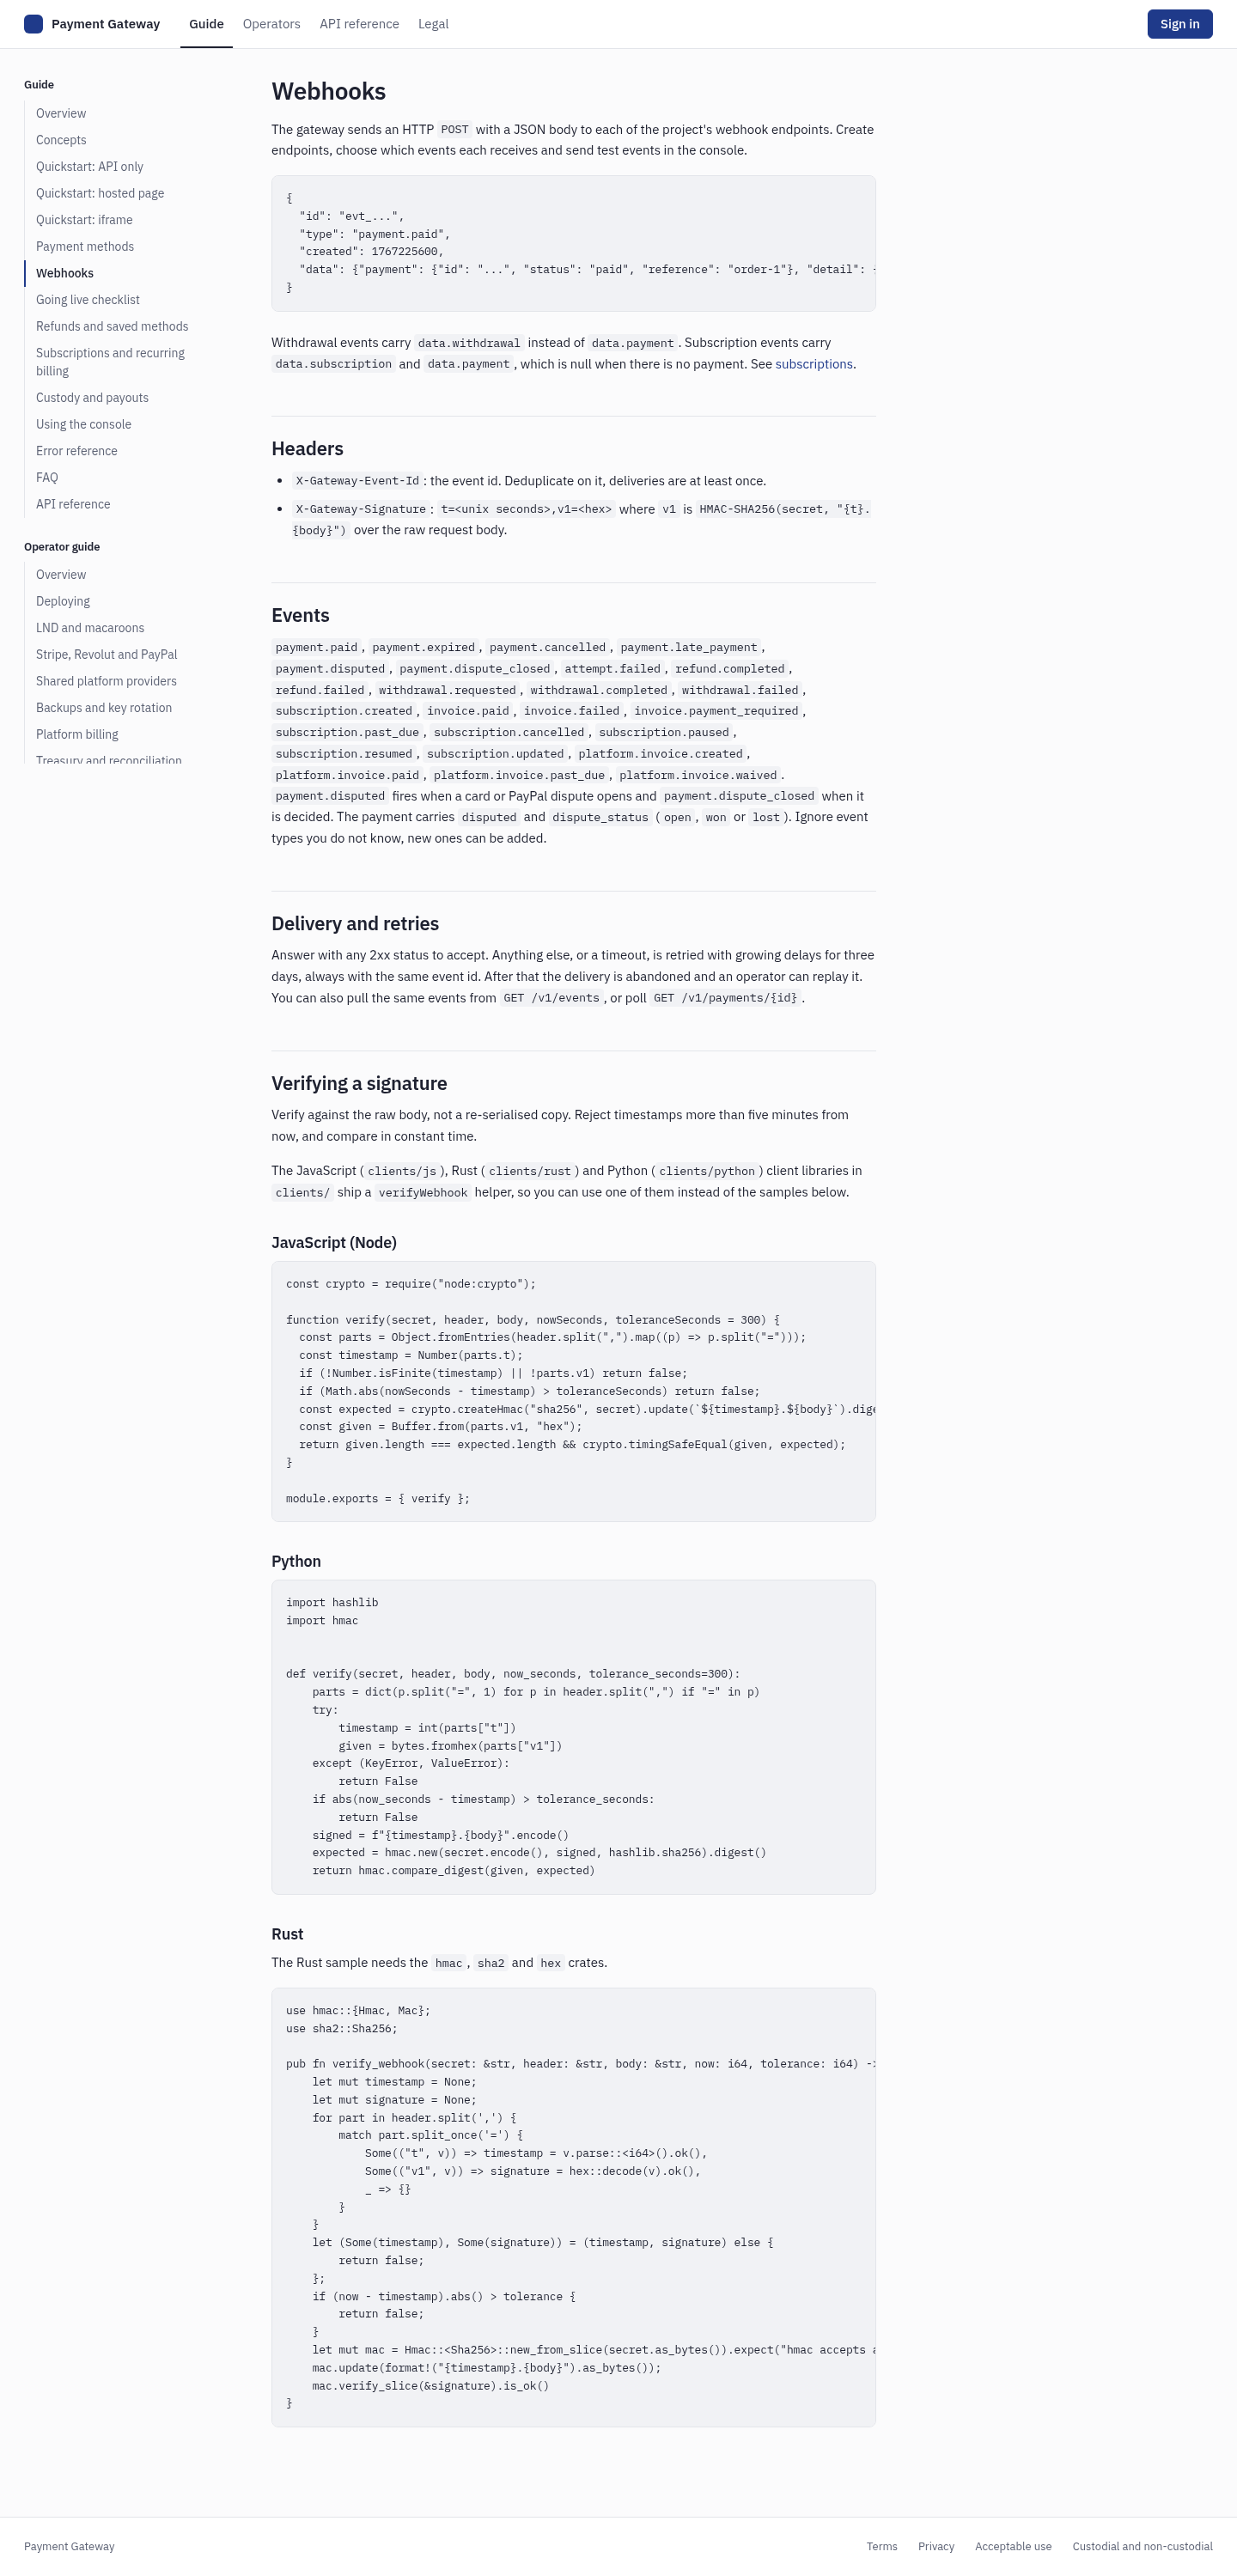 Payment Gateway Guide Operators API reference Legal Sign in
Guide
Overview
Concepts
Quickstart: API only
Quickstart: hosted page
Quickstart: iframe
Payment methods
Webhooks
Going live checklist
Refunds and saved methods
Subscriptions and recurring
billing
Custody and payouts
Using the console
Error reference
FAQ
API reference
Operator guide
Overview
Deploying
LND and macaroons
Stripe, Revolut and PayPal
Shared platform providers
Backups and key rotation
Platform billing
Treasury and reconciliation
Webhooks
The gateway sends an HTTP POST with a JSON body to each of the project's webhook endpoints. Create
endpoints, choose which events each receives and send test events in the console.
{
  "id": "evt_...",
  "type": "payment.paid",
  "created": 1767225600,
  "data": {"payment": {"id": "...", "status": "paid", "reference": "order-1"}, "detail":
}
Withdrawal events carry data.withdrawal instead of data.payment. Subscription events carry
data.subscription and data.payment, which is null when there is no payment. See subscriptions.
Headers
• X-Gateway-Event-Id: the event id. Deduplicate on it, deliveries are at least once.
• X-Gateway-Signature: t=<unix seconds>,v1=<hex> where v1 is HMAC-SHA256(secret, "{t}.
{body}") over the raw request body.
Events
payment.paid, payment.expired, payment.cancelled, payment.late_payment,
payment.disputed, payment.dispute_closed, attempt.failed, refund.completed,
refund.failed, withdrawal.requested, withdrawal.completed, withdrawal.failed,
subscription.created, invoice.paid, invoice.failed, invoice.payment_required,
subscription.past_due, subscription.cancelled, subscription.paused,
subscription.resumed, subscription.updated, platform.invoice.created,
platform.invoice.paid, platform.invoice.past_due, platform.invoice.waived.
payment.disputed fires when a card or PayPal dispute opens and payment.dispute_closed when it
is decided. The payment carries disputed and dispute_status (open, won or lost). Ignore event
types you do not know, new ones can be added.
Delivery and retries
Answer with any 2xx status to accept. Anything else, or a timeout, is retried with growing delays for three
days, always with the same event id. After that the delivery is abandoned and an operator can replay it.
You can also pull the same events from GET /v1/events, or poll GET /v1/payments/{id}.
Verifying a signature
Verify against the raw body, not a re-serialised copy. Reject timestamps more than five minutes from
now, and compare in constant time.
The JavaScript (clients/js), Rust (clients/rust) and Python (clients/python) client libraries in
clients/ ship a verifyWebhook helper, so you can use one of them instead of the samples below.
JavaScript (Node)
const crypto = require("node:crypto");
function verify(secret, header, body, nowSeconds, toleranceSeconds = 300) {
  const parts = Object.fromEntries(header.split(",").map((p) => p.split("=")));
  const timestamp = Number(parts.t);
  if (!Number.isFinite(timestamp) || !parts.v1) return false;
  if (Math.abs(nowSeconds - timestamp) > toleranceSeconds) return false;
  const expected = crypto.createHmac("sha256", secret).update(`${timestamp}.${body}`).dige
  const given = Buffer.from(parts.v1, "hex");
  return given.length === expected.length && crypto.timingSafeEqual(given, expected);
}
module.exports = { verify };
Python
import hashlib
import hmac
def verify(secret, header, body, now_seconds, tolerance_seconds=300):
    parts = dict(p.split("=", 1) for p in header.split(",") if "=" in p)
    try:
        timestamp = int(parts["t"])
        given = bytes.fromhex(parts["v1"])
    except (KeyError, ValueError):
        return False
    if abs(now_seconds - timestamp) > tolerance_seconds:
        return False
    signed = f"{timestamp}.{body}".encode()
    expected = hmac.new(secret.encode(), signed, hashlib.sha256).digest()
    return hmac.compare_digest(given, expected)
Rust
The Rust sample needs the hmac, sha2 and hex crates.
use hmac::{Hmac, Mac};
use sha2::Sha256;
pub fn verify_webhook(secret: &str, header: &str, body: &str, now: i64, tolerance: i64) ->
    let mut timestamp = None;
    let mut signature = None;
    for part in header.split(',') {
        match part.split_once('=') {
            Some(("t", v)) => timestamp = v.parse::<i64>().ok(),
            Some(("v1", v)) => signature = hex::decode(v).ok(),
            _ => {}
        }
    }
    let (Some(timestamp), Some(signature)) = (timestamp, signature) else {
        return false;
    };
    if (now - timestamp).abs() > tolerance {
        return false;
    }
    let mut mac = Hmac::<Sha256>::new_from_slice(secret.as_bytes()).expect("hmac accepts
    mac.update(format!("{timestamp}.{body}").as_bytes());
    mac.verify_slice(&signature).is_ok()
}
Payment Gateway Terms Privacy Acceptable use Custodial and non-custodial